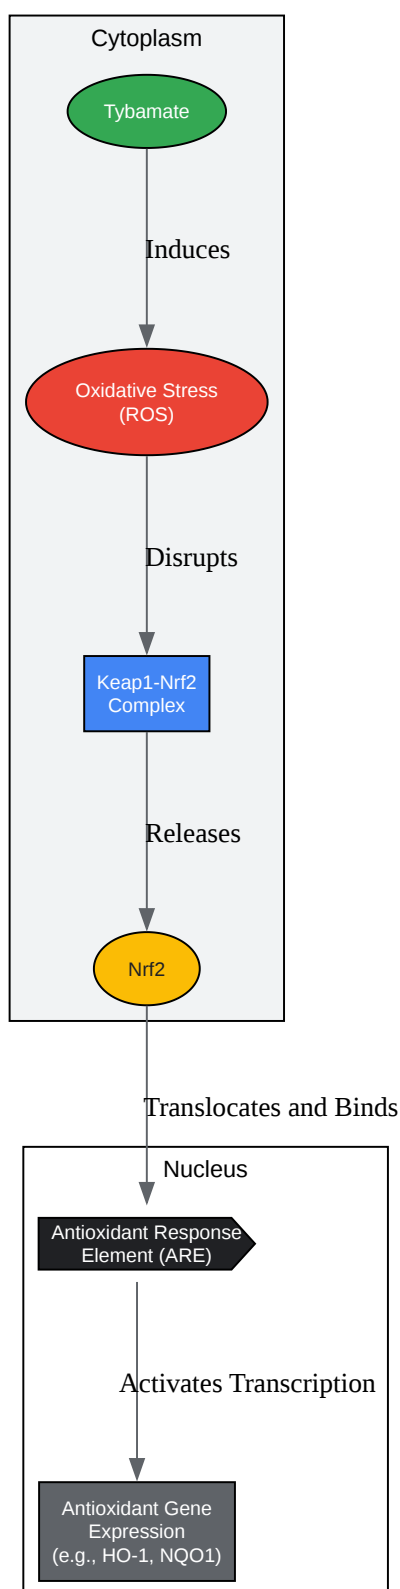 Cytoplasm
Tybamate
Induces
Oxidative Stress
(ROS)
Disrupts
Keap1-Nrf2
Complex
Releases
Nrf2
Translocates and Binds
Nucleus
Antioxidant Response
Element (ARE)
Activates Transcription
Antioxidant Gene
Expression
(e.g., HO-1, NQO1)